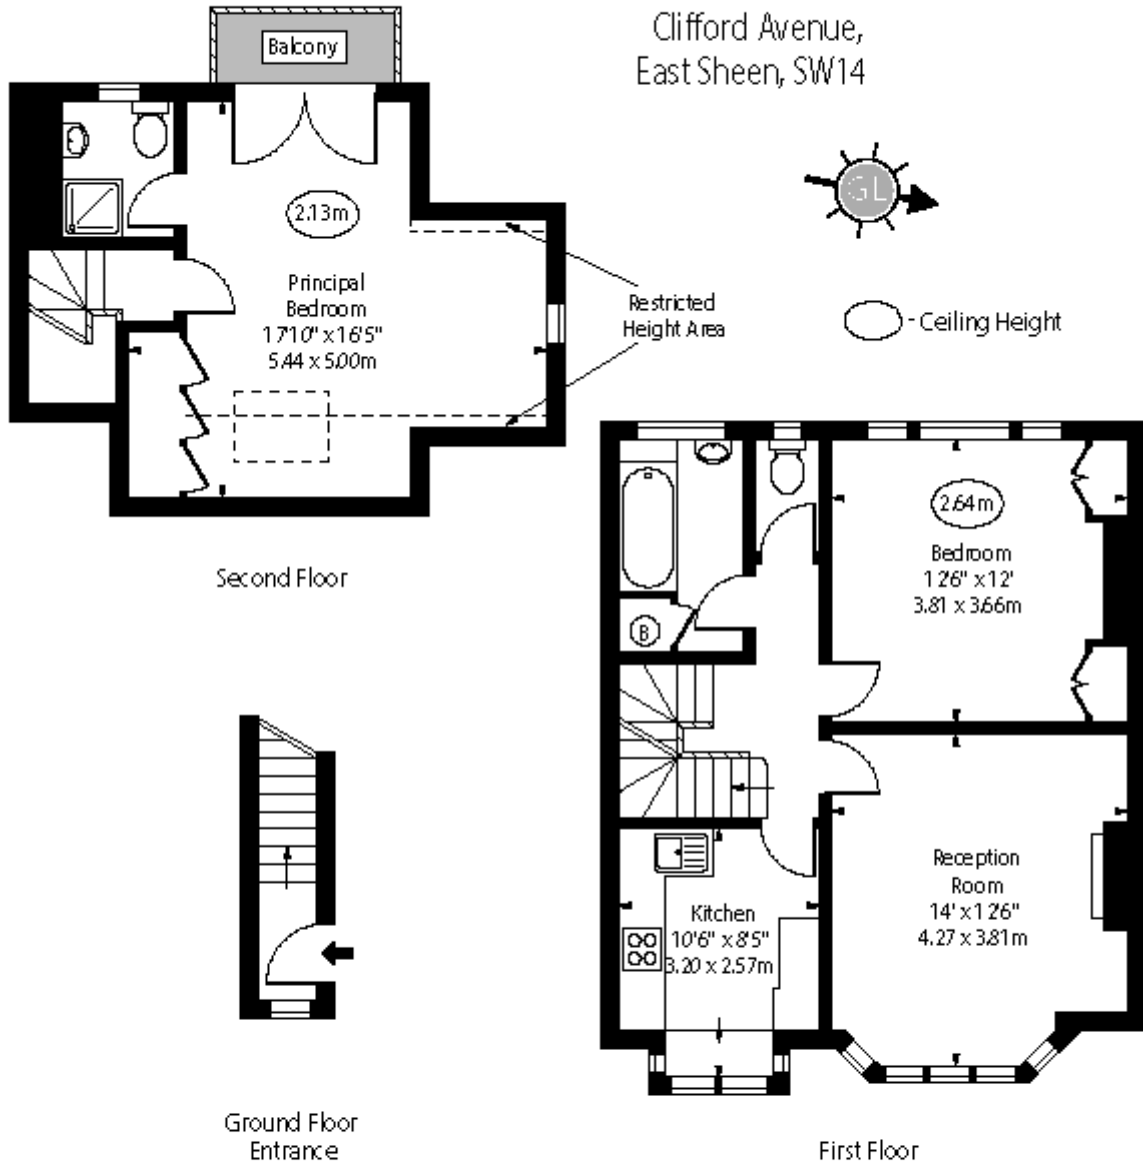 Clifford Avenue,
East Sheen, SW14
Balcony
GL
2.13m
Principal
Bedroom
17'10" x 16'5"
5.44 x 5.00m
Restricted
Height Area
- Ceiling Height
Second Floor
2.64m
Bedroom
12'6" x 12'
3.81 x 3.66m
B
Reception
Room
14' x 12'6"
4.27 x 3.81m
Kitchen
10'6" x 8'5"
3.20 x 2.57m
Ground Floor
Entrance
First Floor